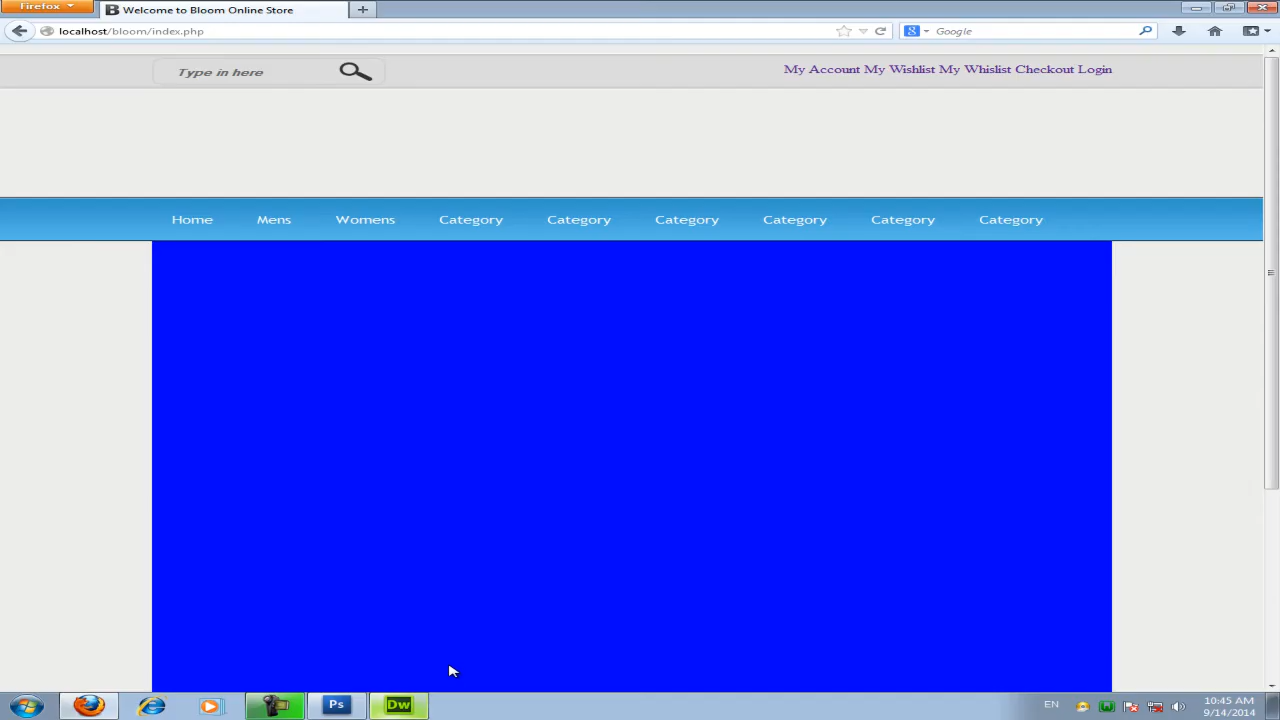 Firefox
Welcome to Bloom Online Store
localhost/bloom/index.php
Google
Type in here
My Account My Wishlist My Whislist Checkout Login
Home Mens Womens Category Category Category Category Category Category
Ps
Dw
EN
10:45 AM
9/14/2014